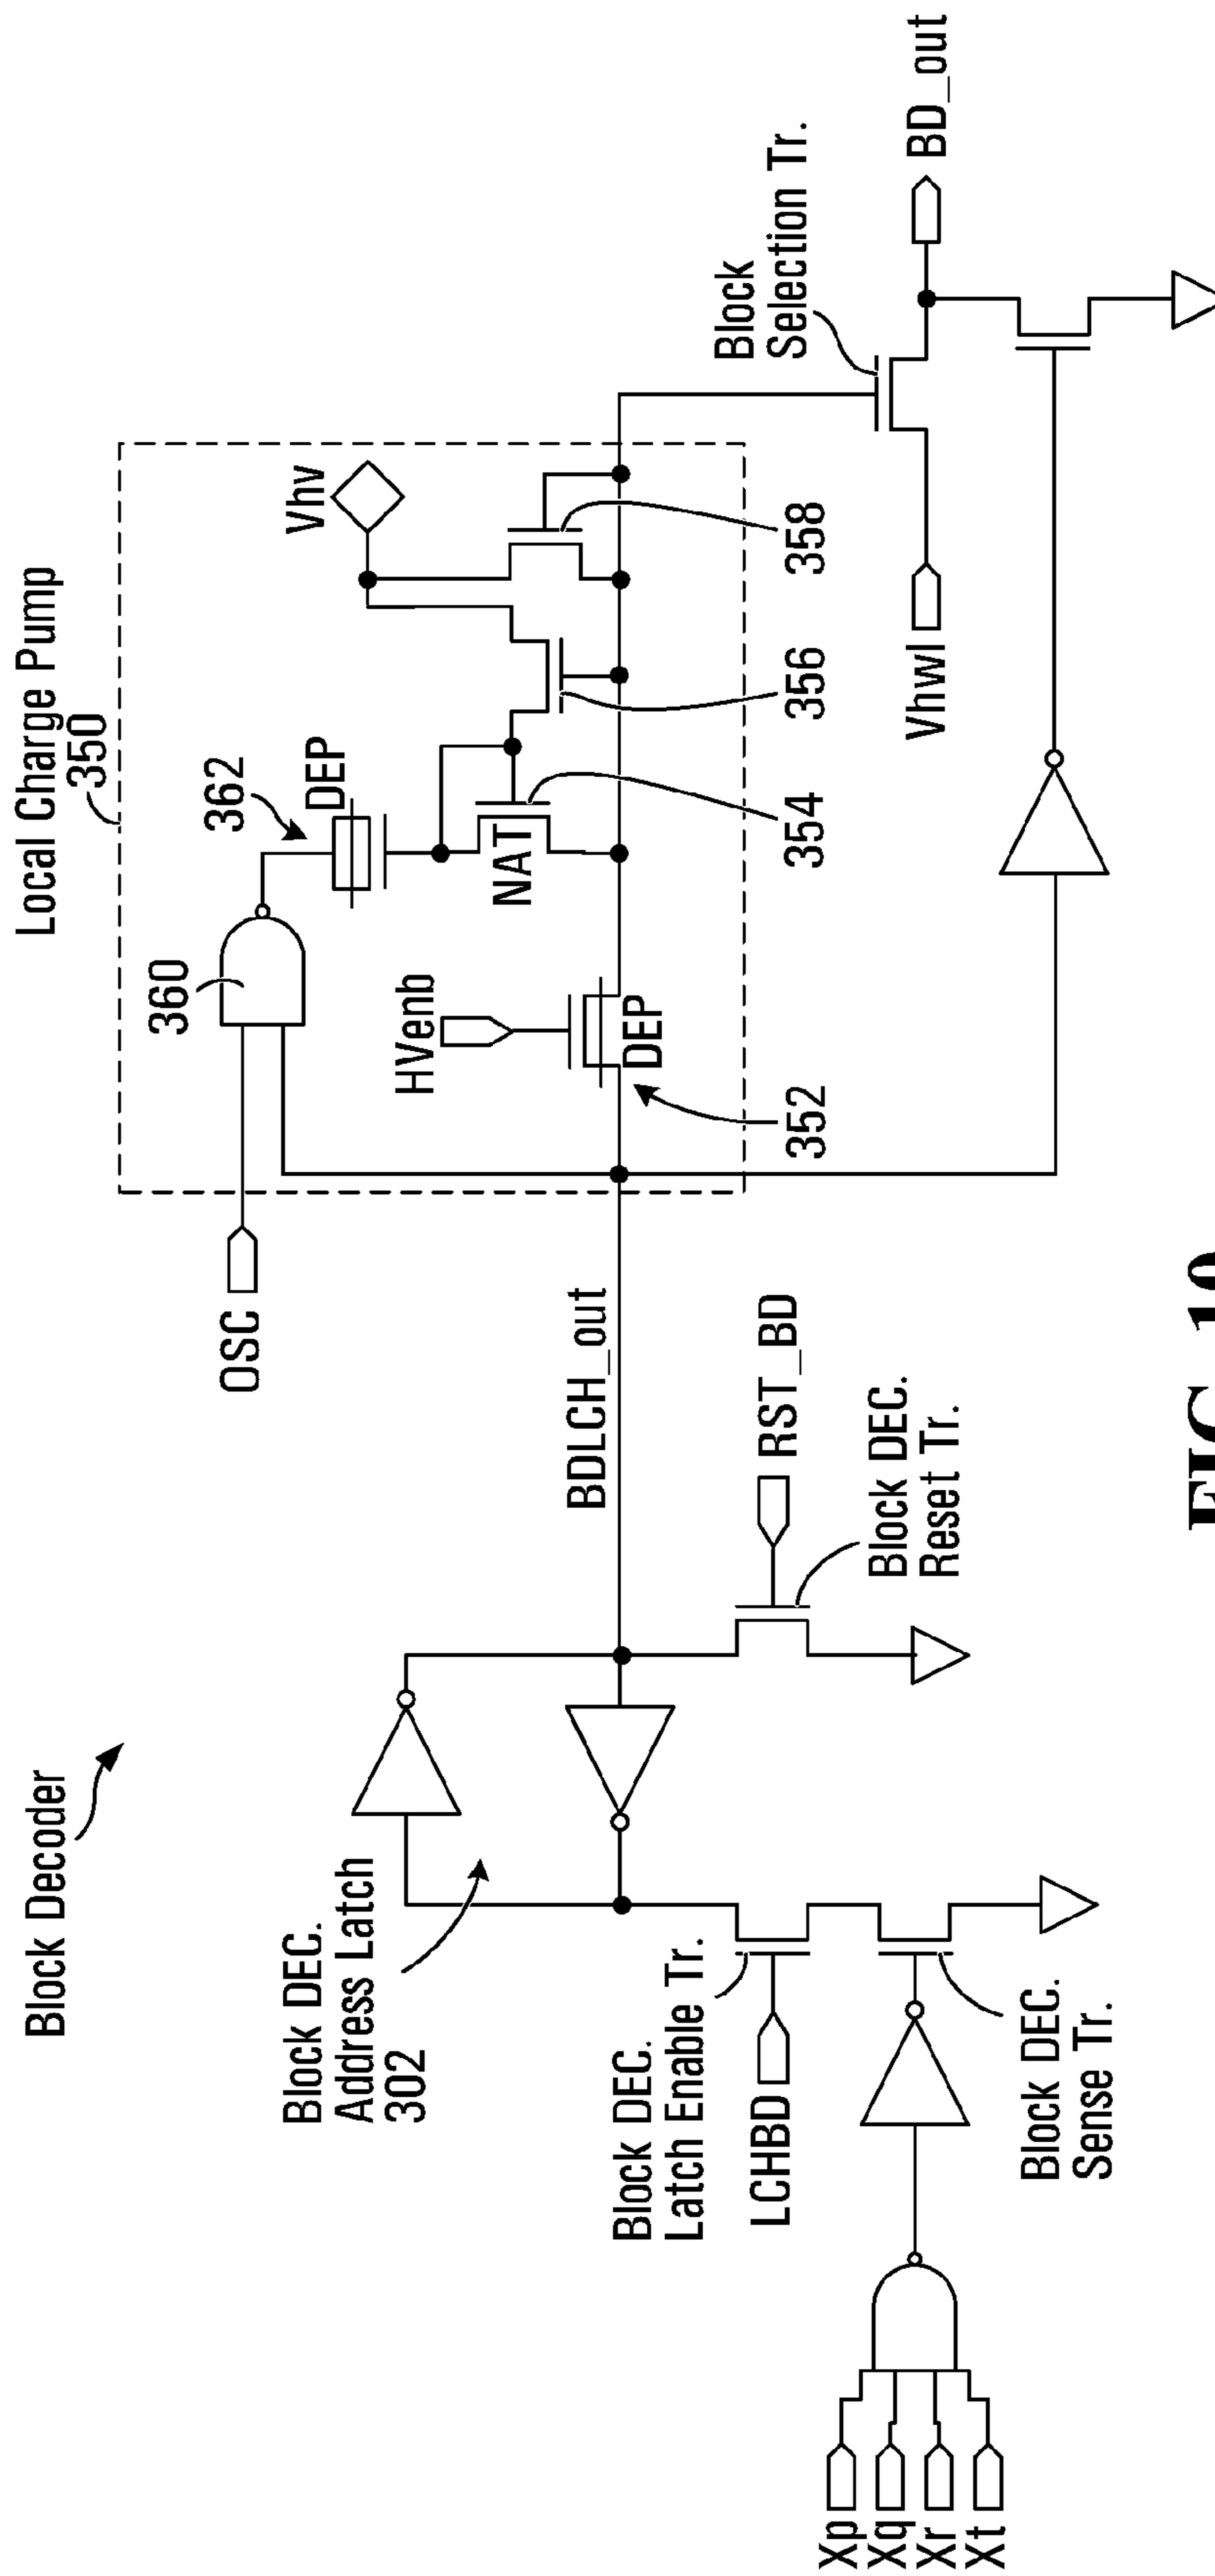 Block Decoder
Local Charge Pump
350
Block DEC.
Address Latch
302
OSC
360
362
DEP
Vhv
HVenb
NAT
DEP
352
354
356
358
BDLCH_out
Block
Selection Tr.
Vhwl
BD_out
Block DEC.
Latch Enable Tr.
LCHBD
RST_BD
Block DEC.
Reset Tr.
Block DEC.
Sense Tr.
Xp
Xq
Xr
Xt